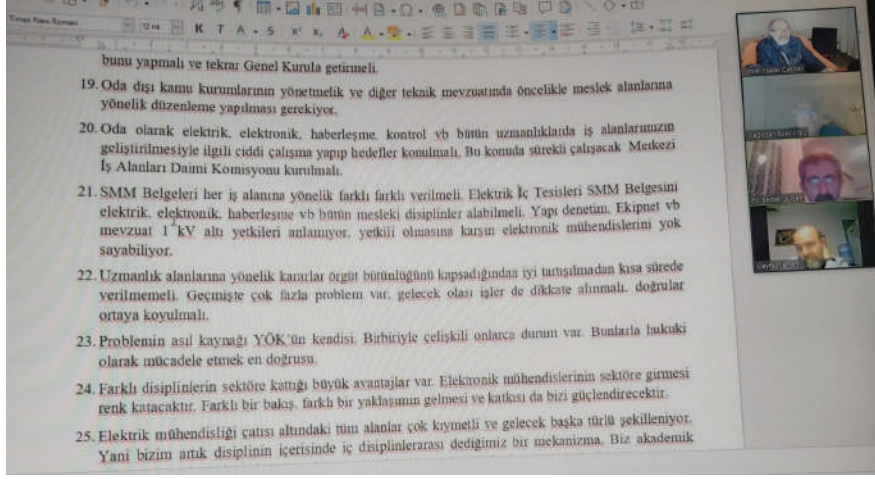 Times New Roman
12 nk
K T A S
bunu yapmalı ve tekrar Genel Kurula getirmeli.
19. Oda dışı kamu kurumlarının yönetmelik ve diğer teknik mevzuatında öncelikle meslek alanlarına
yönelik düzenleme yapılması gerekiyor.
20. Oda olarak elektrik, elektronik, haberleşme, kontrol vb bütün uzmanlıklarda iş alanlarımızın
geliştirilmesiyle ilgili ciddi çalışma yapıp hedefler konulmalı. Bu konuda sürekli çalışacak Merkezi
İş Alanları Daimi Komisyonu kurulmalı.
21. SMM Belgeleri her iş alanına yönelik farklı farklı verilmeli. Elektrik İç Tesisleri SMM Belgesini
elektrik, elektronik, haberleşme vb bütün mesleki disiplinler alabilmeli. Yapı denetim, Ekipnet vb
mevzuat 1 kV altı yetkileri anlamıyor, yetkili olmasına karşın elektronik mühendislerini yok
sayabiliyor.
22. Uzmanlık alanlarına yönelik kararlar örgüt bütünlüğünü kapsadığından iyi tartışılmadan kısa sürede
verilmemeli. Geçmişte çok fazla problem var, gelecek olası işler de dikkate alınmalı, doğrular
ortaya koyulmalı.
23. Problemin asıl kaynağı YÖK'ün kendisi. Birbiriyle çelişkili onlarca durum var. Bunlarla hukuki
olarak mücadele etmek en doğrusu.
24. Farklı disiplinlerin sektöre kattığı büyük avantajlar var. Elektronik mühendislerinin sektöre girmesi
renk katacaktır. Farklı bir bakış, farklı bir yaklaşımın gelmesi ve katkısı da bizi güçlendirecektir.
25. Elektrik mühendisliği çatısı altındaki tüm alanlar çok kıymetli ve gelecek başka türlü şekilleniyor.
Yani bizim artık disiplinin içerisinde iç disiplinlerarası dediğimiz bir mekanizma. Biz akademik